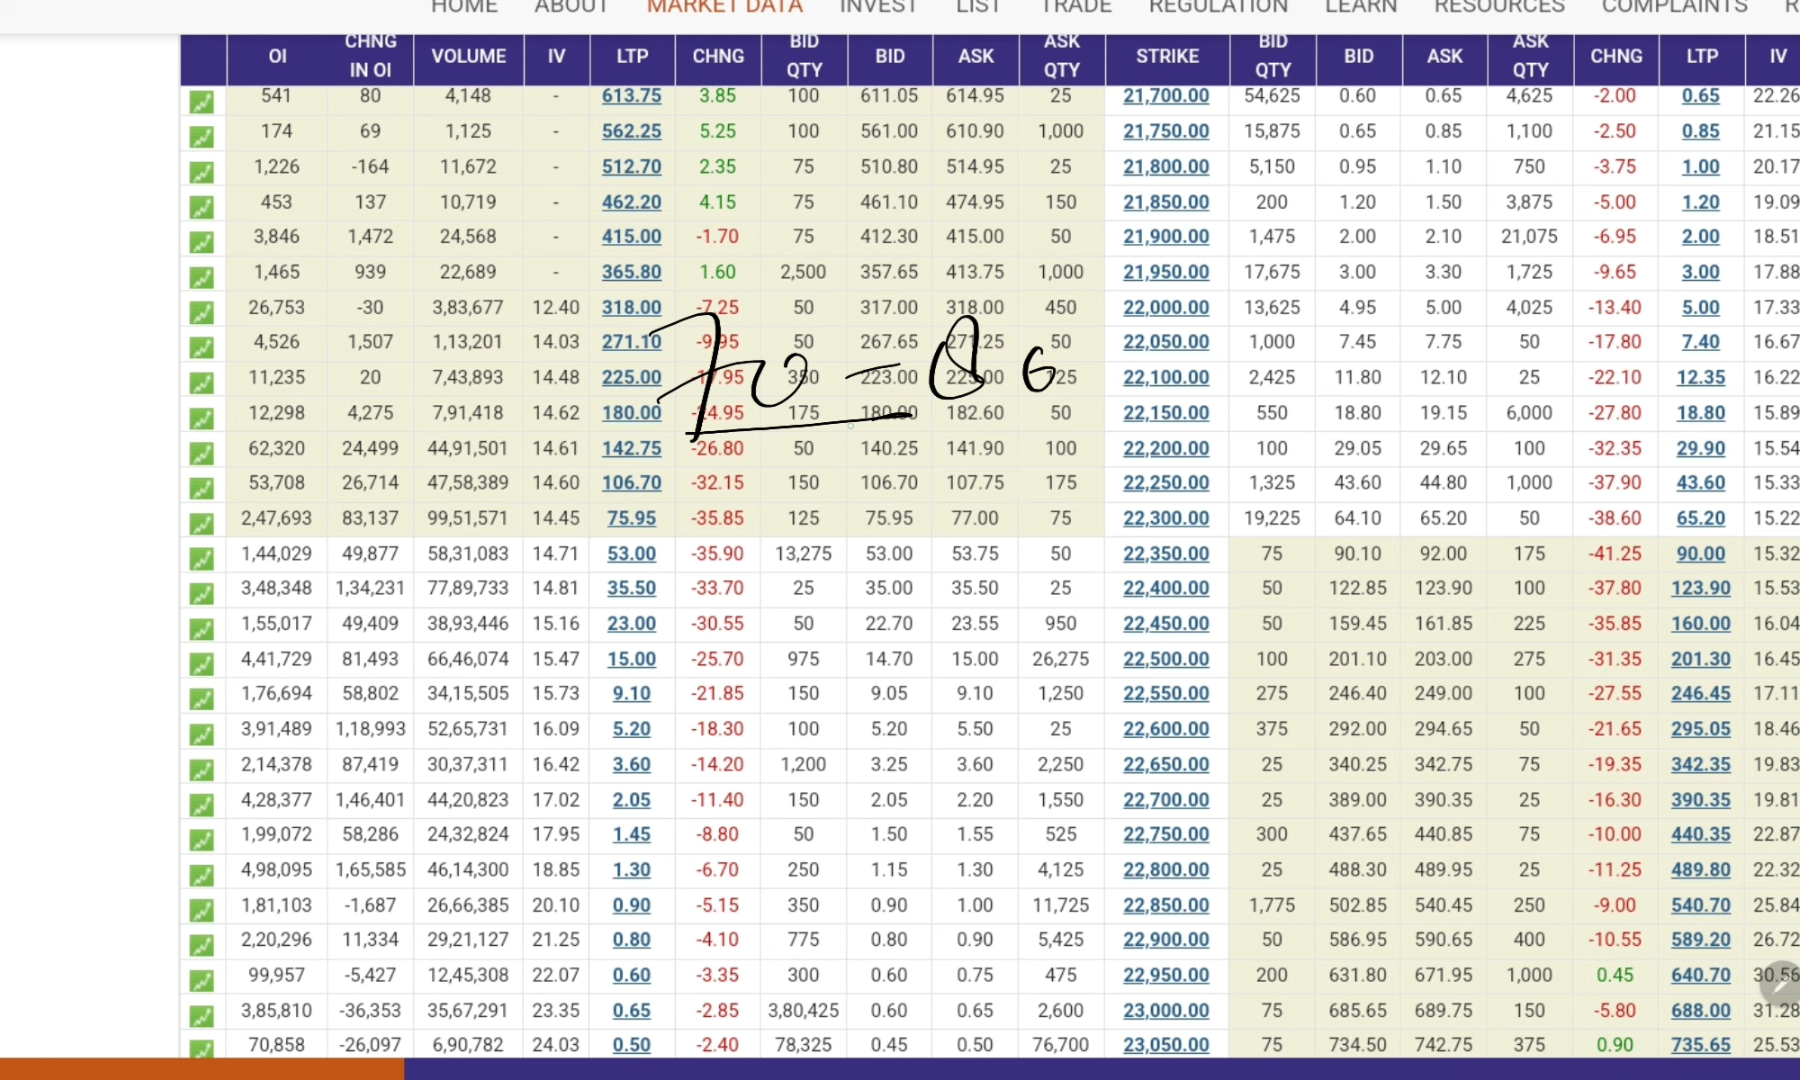 HOME ABOUT MARKET DATA INVEST LIST TRADE REGULATION LEARN RESOURCES COMPLAINTS
OI CHNG IN OI VOLUME IV LTP CHNG BID QTY BID ASK ASK QTY STRIKE BID QTY BID ASK ASK QTY CHNG LTP IV
541 80 4,148 - 613.75 3.85 100 611.05 614.95 25 21,700.00 54,625 0.60 0.65 4,625 -2.00 0.65 22.26
174 69 1,125 - 562.25 5.25 100 561.00 610.90 1,000 21,750.00 15,875 0.65 0.85 1,100 -2.50 0.85 21.15
1,226 -164 11,672 - 512.70 2.35 75 510.80 514.95 25 21,800.00 5,150 0.95 1.10 750 -3.75 1.00 20.17
453 137 10,719 - 462.20 4.15 75 461.10 474.95 150 21,850.00 200 1.20 1.50 3,875 -5.00 1.20 19.09
3,846 1,472 24,568 - 415.00 -1.70 75 412.30 415.00 50 21,900.00 1,475 2.00 2.10 21,075 -6.95 2.00 18.51
1,465 939 22,689 - 365.80 1.60 2,500 357.65 413.75 1,000 21,950.00 17,675 3.00 3.30 1,725 -9.65 3.00 17.88
26,753 -30 3,83,677 12.40 318.00 -7.25 50 317.00 318.00 450 22,000.00 13,625 4.95 5.00 4,025 -13.40 5.00 17.33
4,526 1,507 1,13,201 14.03 271.10 -9.95 50 267.65 271.25 50 22,050.00 1,000 7.45 7.75 50 -17.80 7.40 16.67
11,235 20 7,43,893 14.48 225.00 350 223.00 22,100.00 2,425 11.80 12.10 25 -22.10 12.35 16.22
12,298 4,275 7,91,418 14.62 180.00 175 182.60 50 22,150.00 550 18.80 19.15 6,000 -27.80 18.80 15.89
62,320 24,499 44,91,501 14.61 142.75 -26.80 50 140.25 141.90 100 22,200.00 100 29.05 29.65 100 -32.35 29.90 15.54
53,708 26,714 47,58,389 14.60 106.70 -32.15 150 106.70 107.75 175 22,250.00 1,325 43.60 44.80 1,000 -37.90 43.60 15.33
2,47,693 83,137 99,51,571 14.45 75.95 -35.85 125 75.95 77.00 75 22,300.00 19,225 64.10 65.20 50 -38.60 65.20 15.22
1,44,029 49,877 58,31,083 14.71 53.00 -35.90 13,275 53.00 53.75 50 22,350.00 75 90.10 92.00 175 -41.25 90.00 15.32
3,48,348 1,34,231 77,89,733 14.81 35.50 -33.70 25 35.00 35.50 25 22,400.00 50 122.85 123.90 100 -37.80 123.90 15.53
1,55,017 49,409 38,93,446 15.16 23.00 -30.55 50 22.70 23.55 950 22,450.00 50 159.45 161.85 225 -35.85 160.00 16.04
4,41,729 81,493 66,46,074 15.47 15.00 -25.70 975 14.70 15.00 26,275 22,500.00 100 201.10 203.00 275 -31.35 201.30 16.45
1,76,694 58,802 34,15,505 15.73 9.10 -21.85 150 9.05 9.10 1,250 22,550.00 275 246.40 249.00 100 -27.55 246.45 17.11
3,91,489 1,18,993 52,65,731 16.09 5.20 -18.30 100 5.20 5.50 25 22,600.00 375 292.00 294.65 50 -21.65 295.05 18.46
2,14,378 87,419 30,37,311 16.42 3.60 -14.20 1,200 3.25 3.60 2,250 22,650.00 25 340.25 342.75 75 -19.35 342.35 19.83
4,28,377 1,46,401 44,20,823 17.02 2.05 -11.40 150 2.05 2.20 1,550 22,700.00 25 389.00 390.35 25 -16.30 390.35 19.81
1,99,072 58,286 24,32,824 17.95 1.45 -8.80 50 1.50 1.55 525 22,750.00 300 437.65 440.85 75 -10.00 440.35 22.87
4,98,095 1,65,585 46,14,300 18.85 1.30 -6.70 250 1.15 1.30 4,125 22,800.00 25 488.30 489.95 25 -11.25 489.80 22.32
1,81,103 -1,687 26,66,385 20.10 0.90 -5.15 350 0.90 1.00 11,725 22,850.00 1,775 502.85 540.45 250 -9.00 540.70 25.84
2,20,296 11,334 29,21,127 21.25 0.80 -4.10 775 0.80 0.90 5,425 22,900.00 50 586.95 590.65 400 -10.55 589.20 26.72
99,957 -5,427 12,45,308 22.07 0.60 -3.35 300 0.60 0.75 475 22,950.00 200 631.80 671.95 1,000 0.45 640.70 30.56
3,85,810 -36,353 35,67,291 23.35 0.65 -2.85 3,80,425 0.60 0.65 2,600 23,000.00 75 685.65 689.75 150 -5.80 688.00 31.28
70,858 -26,097 6,90,782 24.03 0.50 -2.40 78,325 0.45 0.50 76,700 23,050.00 75 734.50 742.75 375 0.90 735.65 25.53